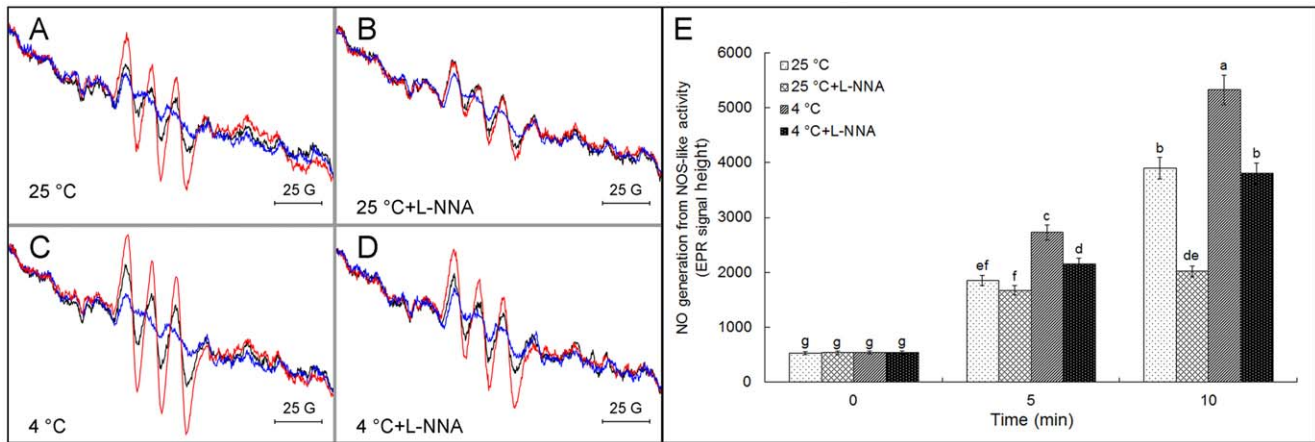 A
25 °C
25 G
B
25 °C+L-NNA
25 G
C
4 °C
25 G
D
4 °C+L-NNA
25 G
E
NO generation from NOS-like activity
(EPR signal height)
6000
5000
4000
3000
2000
1000
0
25 °C
25 °C+L-NNA
4 °C
4 °C+L-NNA
g g g g
ef f c d
b de a b
0 5 10
Time (min)